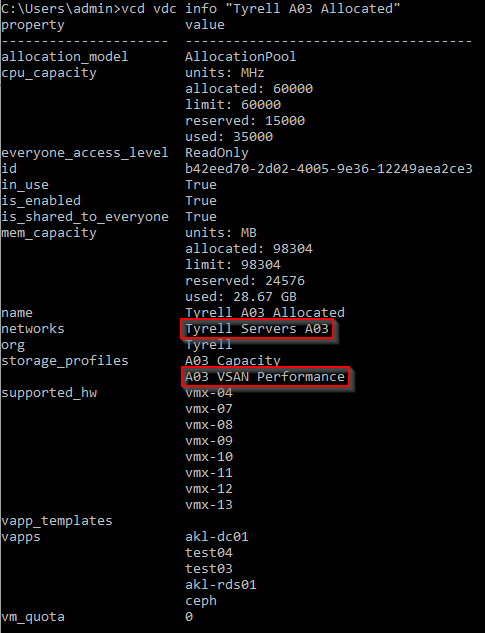 C:\Users\admin>vcd vdc info "Tyrell A03 Allocated"
property              value
--------------------  ------------------------------------
allocation_model      AllocationPool
cpu_capacity          units: MHz
                      allocated: 60000
                      limit: 60000
                      reserved: 15000
                      used: 35000
everyone_access_level  ReadOnly
id                    b42eed70-2d02-4005-9e36-12249aea2ce3
in_use                True
is_enabled            True
is_shared_to_everyone  True
mem_capacity          units: MB
                      allocated: 98304
                      limit: 98304
                      reserved: 24576
                      used: 28.67 GB
name                  Tyrell A03 Allocated
networks              Tyrell Servers A03
org                   Tyrell
storage_profiles      A03 Capacity
                      A03 VSAN Performance
supported_hw          vmx-04
                      vmx-07
                      vmx-08
                      vmx-09
                      vmx-10
                      vmx-11
                      vmx-12
                      vmx-13
vapp_templates
vapps                 akl-dc01
                      test04
                      test03
                      akl-rds01
                      ceph
vm_quota              0